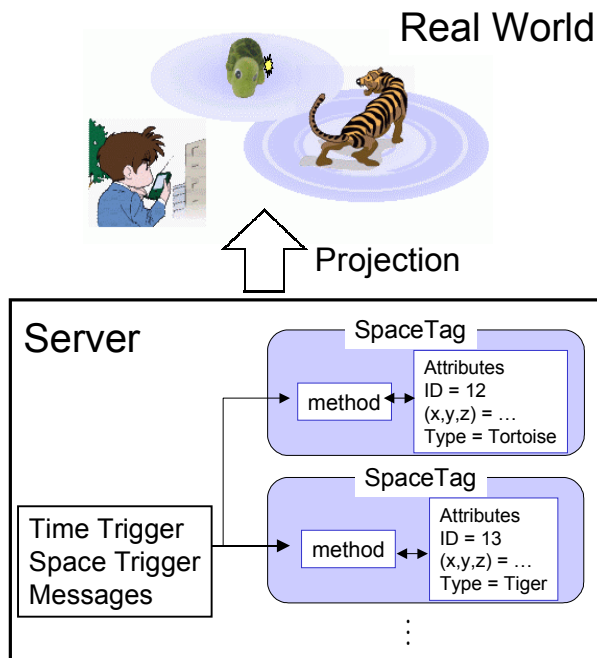 Real World
Projection
Server
SpaceTag
method
Attributes
ID = 12
(x,y,z) = …
Type = Tortoise
SpaceTag
method
Attributes
ID = 13
(x,y,z) = …
Type = Tiger
Time Trigger
Space Trigger
Messages
⋮